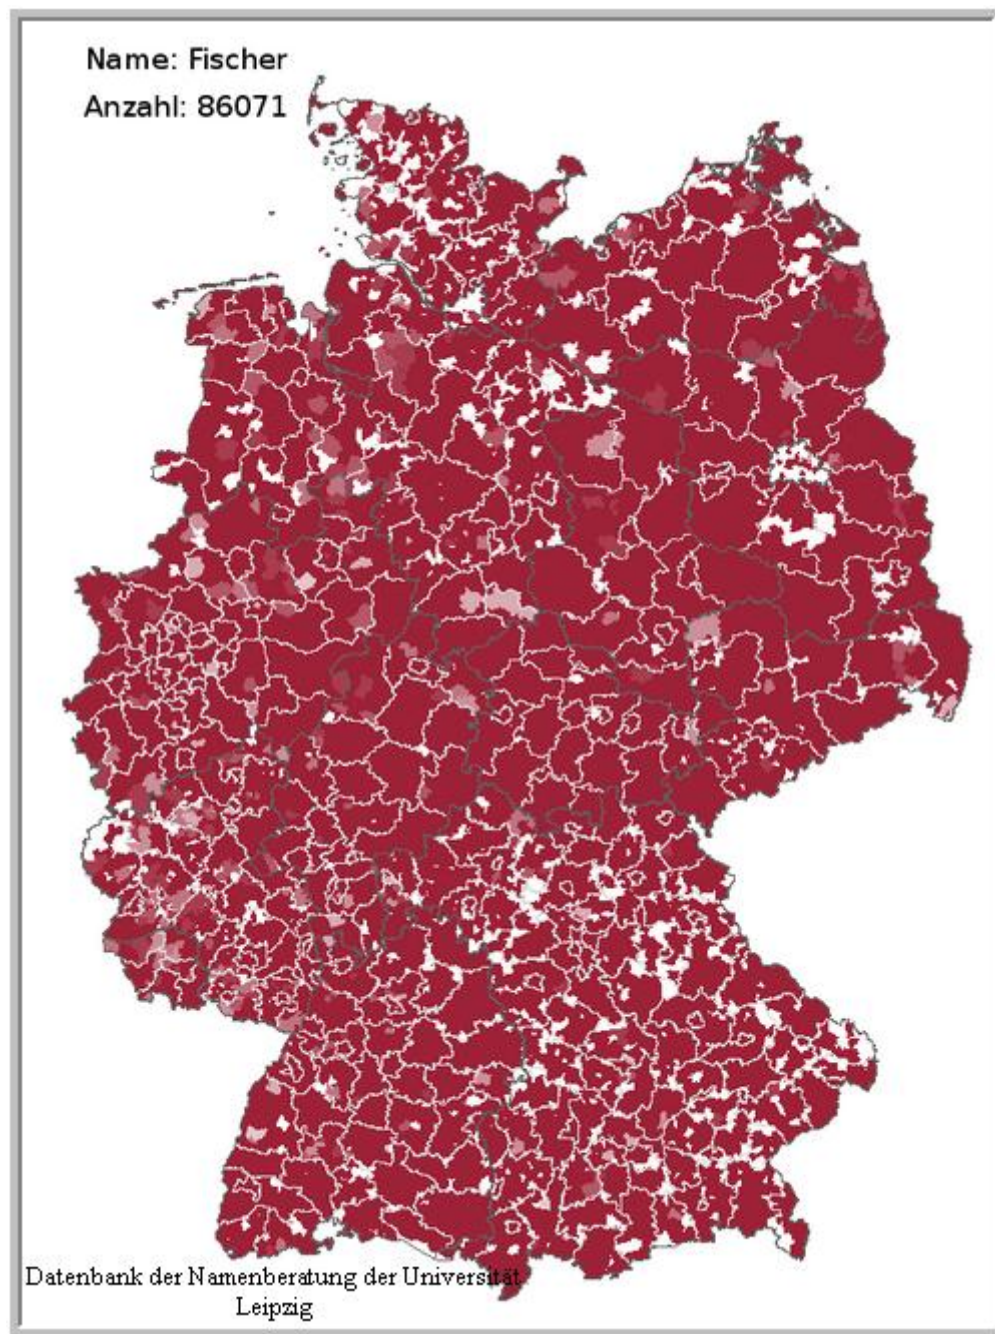 Name: Fischer
Anzahl: 86071
Datenbank der Namenberatung der Universität
Leipzig